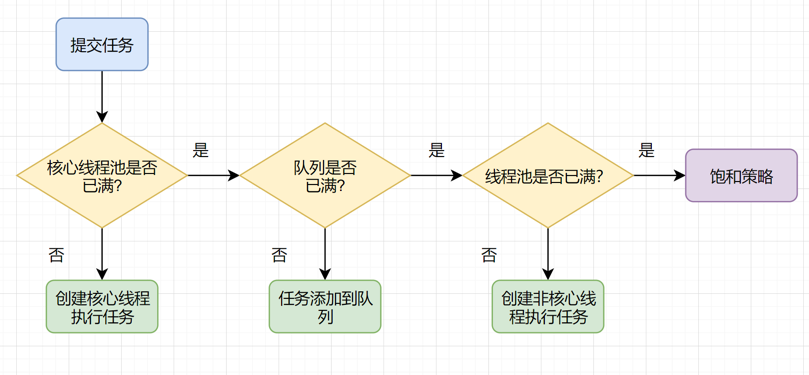 提交任务
核心线程池是否
已满?
是
队列是否
已满?
是
线程池是否已满?
是
饱和策略
否
否
否
创建核心线程
执行任务
任务添加到队
列
创建非核心线
程执行任务